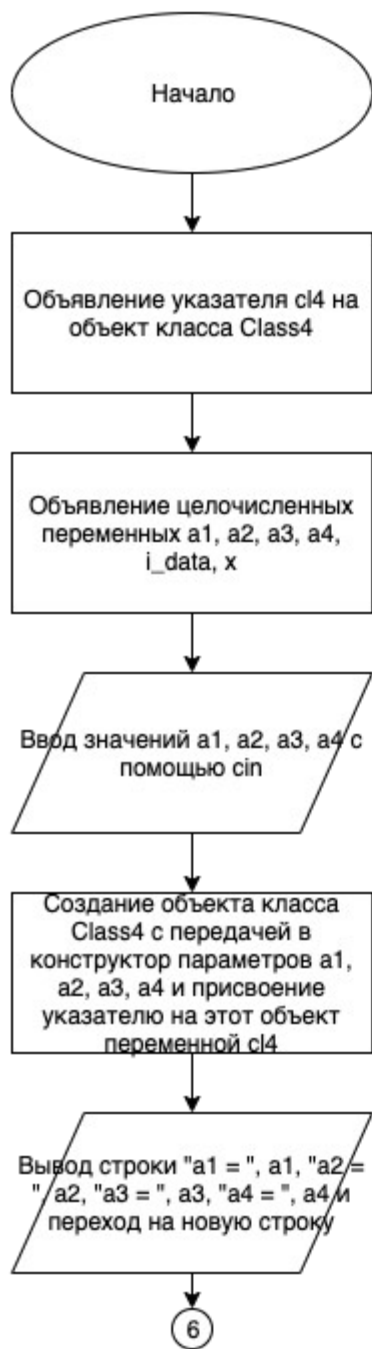 Начало
Объявление указателя cl4 на
объект класса Class4
Объявление целочисленных
переменных a1, a2, a3, a4,
i_data, x
Ввод значений a1, a2, a3, a4 с
помощью cin
Создание объекта класса
Class4 с передачей в
конструктор параметров a1,
a2, a3, a4 и присвоение
указателю на этот объект
переменной cl4
Вывод строки "a1 = ", a1, "a2 =
", a2, "a3 = ", a3, "a4 = ", a4 и
переход на новую строку
6